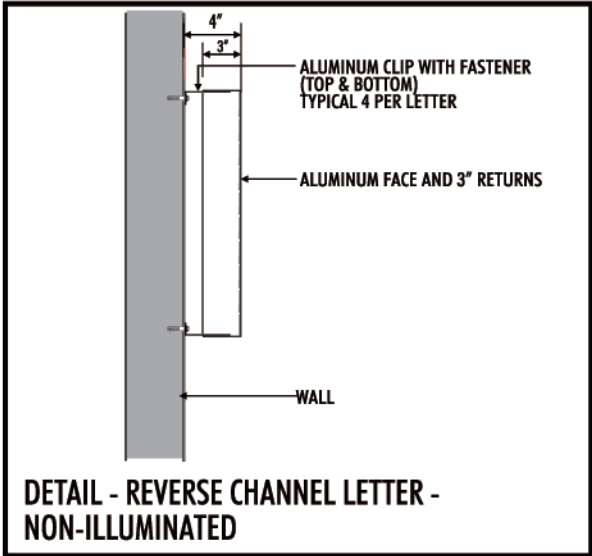 4"
3"
ALUMINUM CLIP WITH FASTENER
(TOP & BOTTOM)
TYPICAL 4 PER LETTER
ALUMINUM FACE AND 3" RETURNS
WALL
DETAIL - REVERSE CHANNEL LETTER -
NON-ILLUMINATED